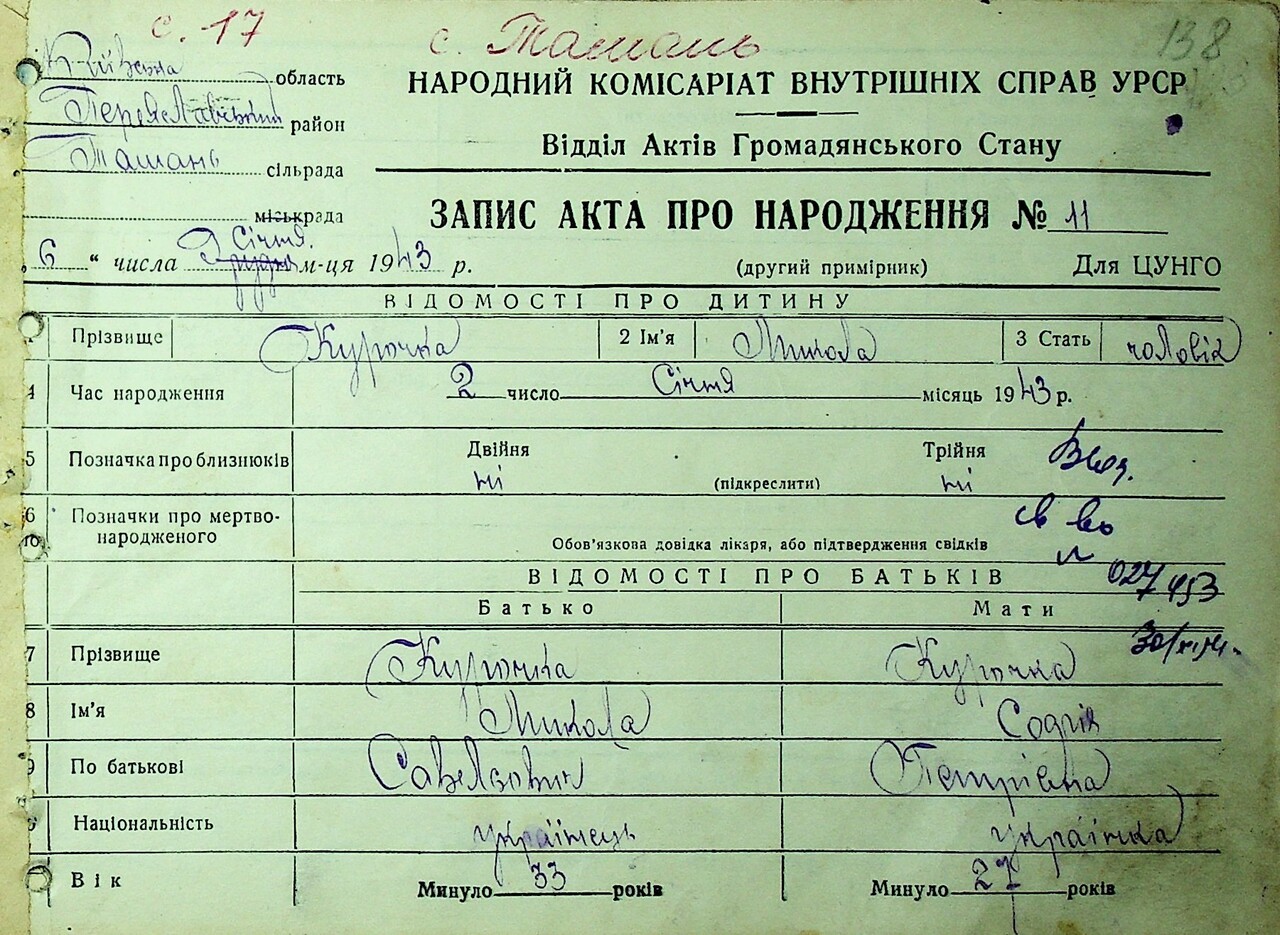 с. 17
с. Ташань
138
Київська область
Переяславський район
Ташань сільрада
міськрада
НАРОДНИЙ КОМІСАРІАТ ВНУТРІШНІХ СПРАВ УРСР
Відділ Актів Громадянського Стану
ЗАПИС АКТА ПРО НАРОДЖЕННЯ № 11
Січня
„6“ числа Грудня м-ця 1943 р.
(другий примірник) Для ЦУНГО
ВІДОМОСТІ ПРО ДИТИНУ
Прізвище Курочка 2 Ім'я Микола 3 Стать чоловік
4 Час народження 2 число Січня місяць 1943 р.
5 Позначка про близнюків Двійня ні (підкреслити) Трійня ні
6 Позначки про мертво-
народженого
Обов'язкова довідка лікаря, або підтвердження свідків
св во
027453
ВІДОМОСТІ ПРО БАТЬКІВ
Батько Мати
7 Прізвище Курочка Курочка
8 Ім'я Микола Софія
9 По батькові Савелович Петрівна
Національність українець українка
Вік Минуло 33 років Минуло 27 років